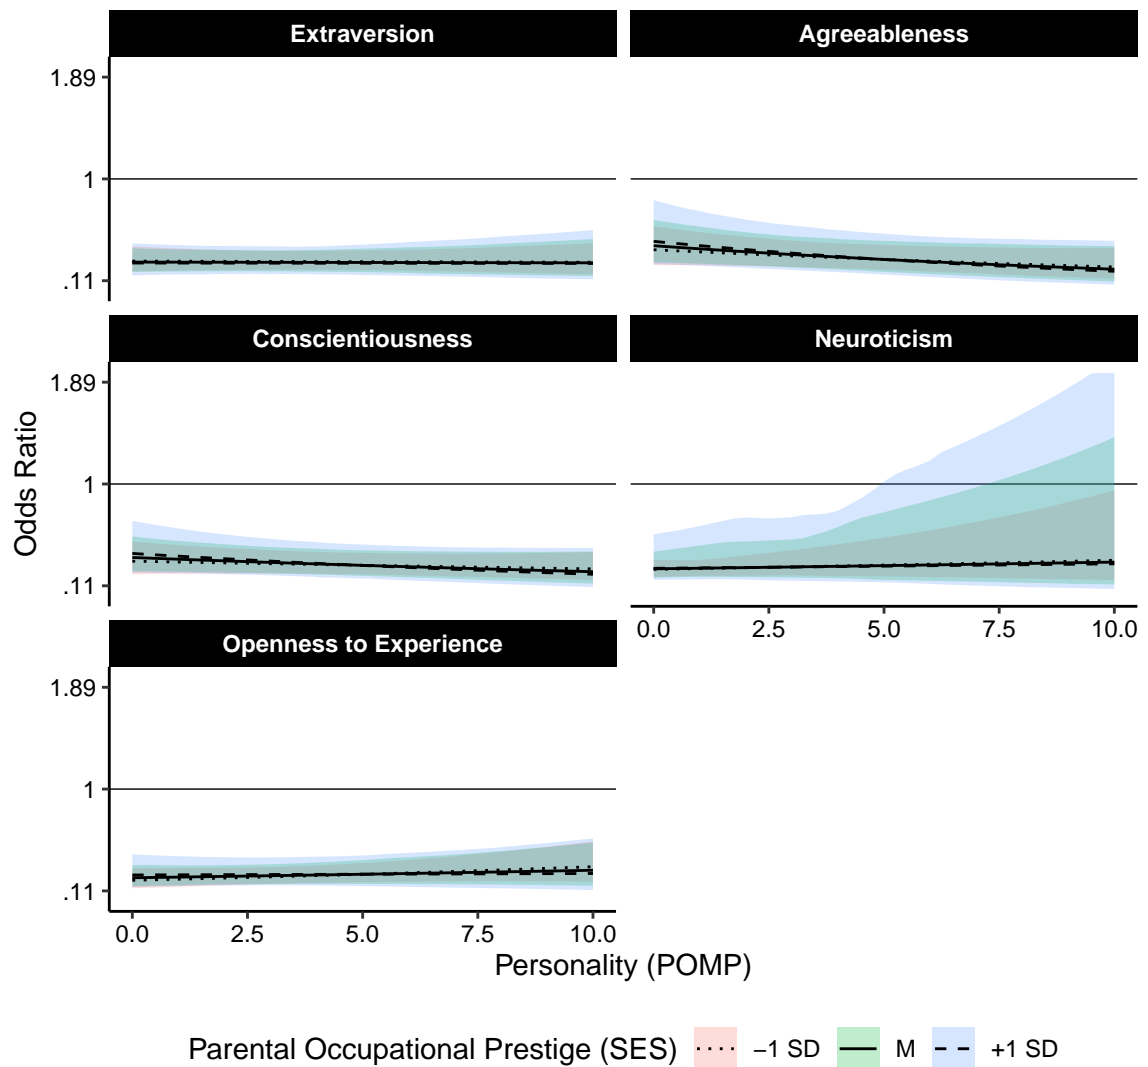 Extraversion
Agreeableness
1.89
1
.11
Conscientiousness
Neuroticism
1.89
1
.11
0.0 2.5 5.0 7.5 10.0
Openness to Experience
1.89
1
.11
0.0 2.5 5.0 7.5 10.0
Odds Ratio
Personality (POMP)
Parental Occupational Prestige (SES) −1 SD M +1 SD